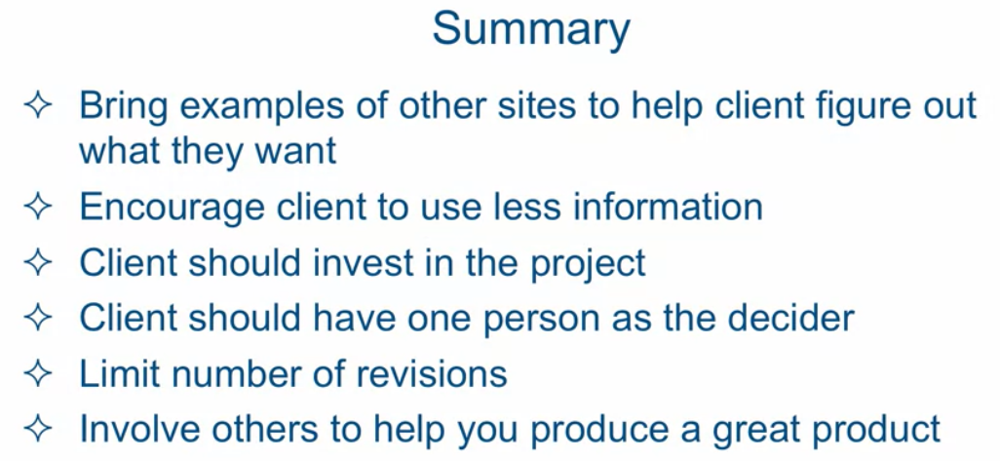 Summary
✧ Bring examples of other sites to help client figure out
what they want
✧ Encourage client to use less information
✧ Client should invest in the project
✧ Client should have one person as the decider
✧ Limit number of revisions
✧ Involve others to help you produce a great product